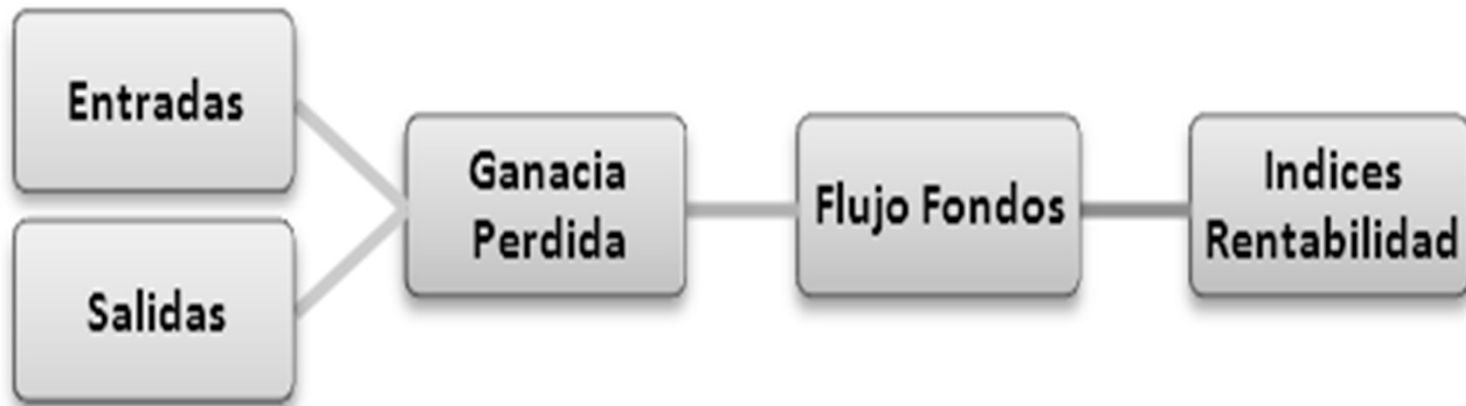 Entradas
Salidas
Ganacia
Perdida
Flujo Fondos
Indices
Rentabilidad